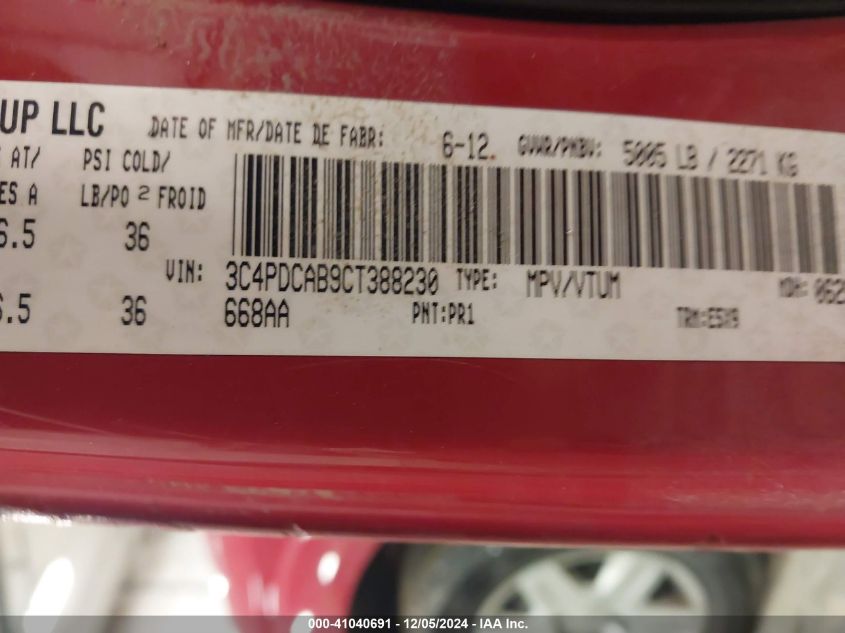 UP LLC DATE OF MFR/DATE DE FABR: 6-12. GVWR/PNBV: 5005 LB / 2271 KG
AT/ PSI COLD/
ES A LB/PO 2 FROID
6.5 36
VIN: 3C4PDCAB9CT388230 TYPE: MPV/VTUM MDH: 062
6.5 36 668AA PNT:PR1
000-41040691 - 12/05/2024 - IAA Inc.